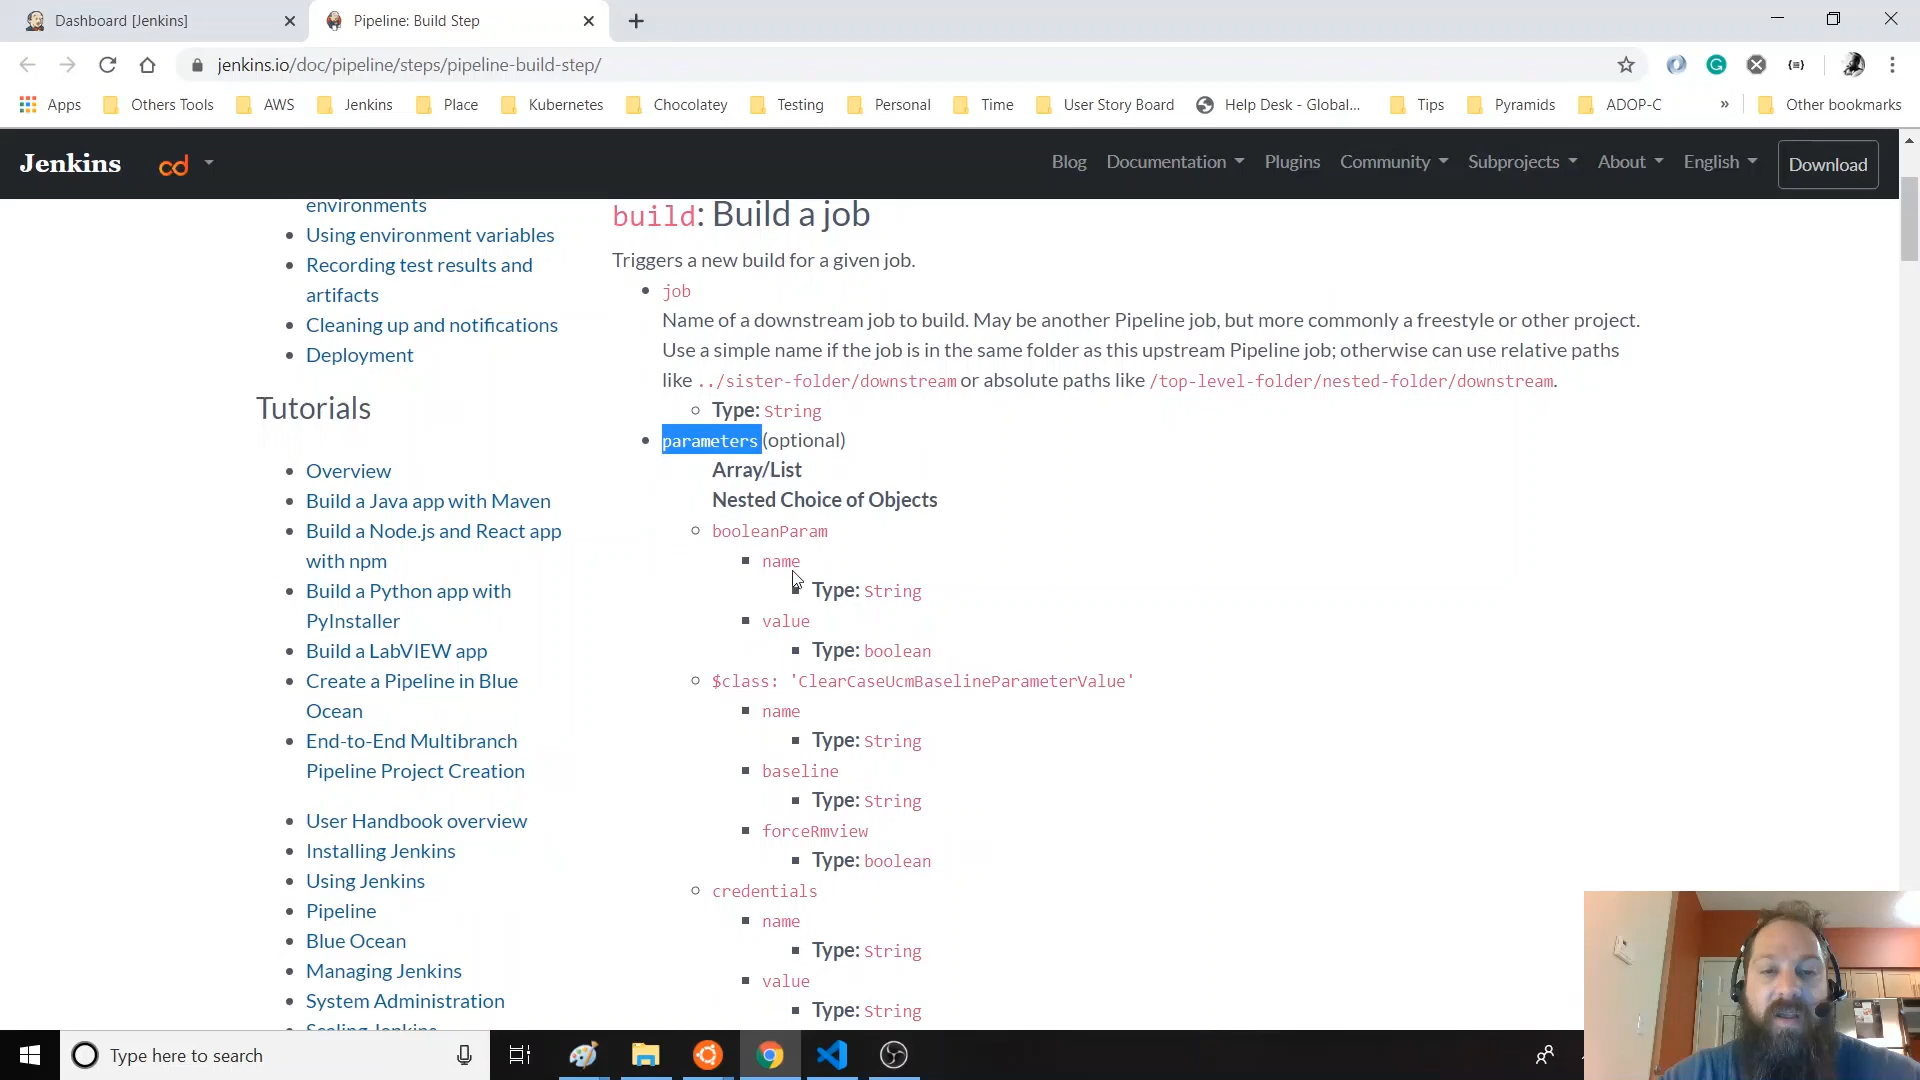 Dashboard [Jenkins]
Pipeline: Build Step
jenkins.io/doc/pipeline/steps/pipeline-build-step/
Apps Others Tools AWS Jenkins Place Kubernetes Chocolatey Testing Personal Time User Story Board Help Desk - Global... Tips Pyramids ADOP-C » Other bookmarks
Jenkins cd Blog Documentation Plugins Community Subprojects About English Download
environments
Using environment variables
Recording test results and
artifacts
Cleaning up and notifications
Deployment
Tutorials
Overview
Build a Java app with Maven
Build a Node.js and React app
with npm
Build a Python app with
PyInstaller
Build a LabVIEW app
Create a Pipeline in Blue
Ocean
End-to-End Multibranch
Pipeline Project Creation
User Handbook overview
Installing Jenkins
Using Jenkins
Pipeline
Blue Ocean
Managing Jenkins
System Administration
Scaling Jenkins
build: Build a job
Triggers a new build for a given job.
job
Name of a downstream job to build. May be another Pipeline job, but more commonly a freestyle or other project.
Use a simple name if the job is in the same folder as this upstream Pipeline job; otherwise can use relative paths
like ../sister-folder/downstream or absolute paths like /top-level-folder/nested-folder/downstream.
Type: String
parameters (optional)
Array/List
Nested Choice of Objects
booleanParam
name
Type: String
value
Type: boolean
$class: 'ClearCaseUcmBaselineParameterValue'
name
Type: String
baseline
Type: String
forceRmview
Type: boolean
credentials
name
Type: String
value
Type: String
Type here to search